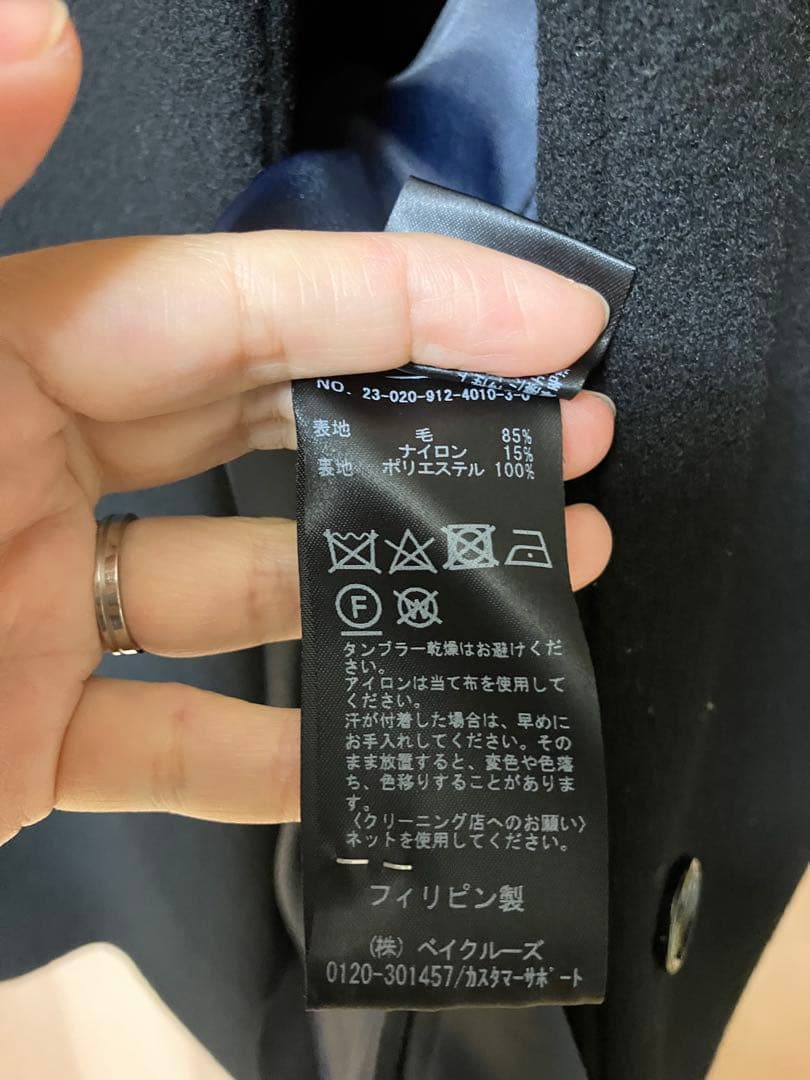 NO. 23-020-912-4010-3-0
表地 毛 85%
ナイロン 15%
裏地 ポリエステル 100%
F
W
タンブラー乾燥はお避けくだ
さい。
アイロンは当て布を使用して
ください。
汗が付着した場合は、早めに
お手入れしてください。その
まま放置すると、変色や色落
ち、色移りすることがありま
す。
〈クリーニング店へのお願い〉
ネットを使用してください。
フィリピン製
(株) ベイクルーズ
0120-301457/カスタマーサポート